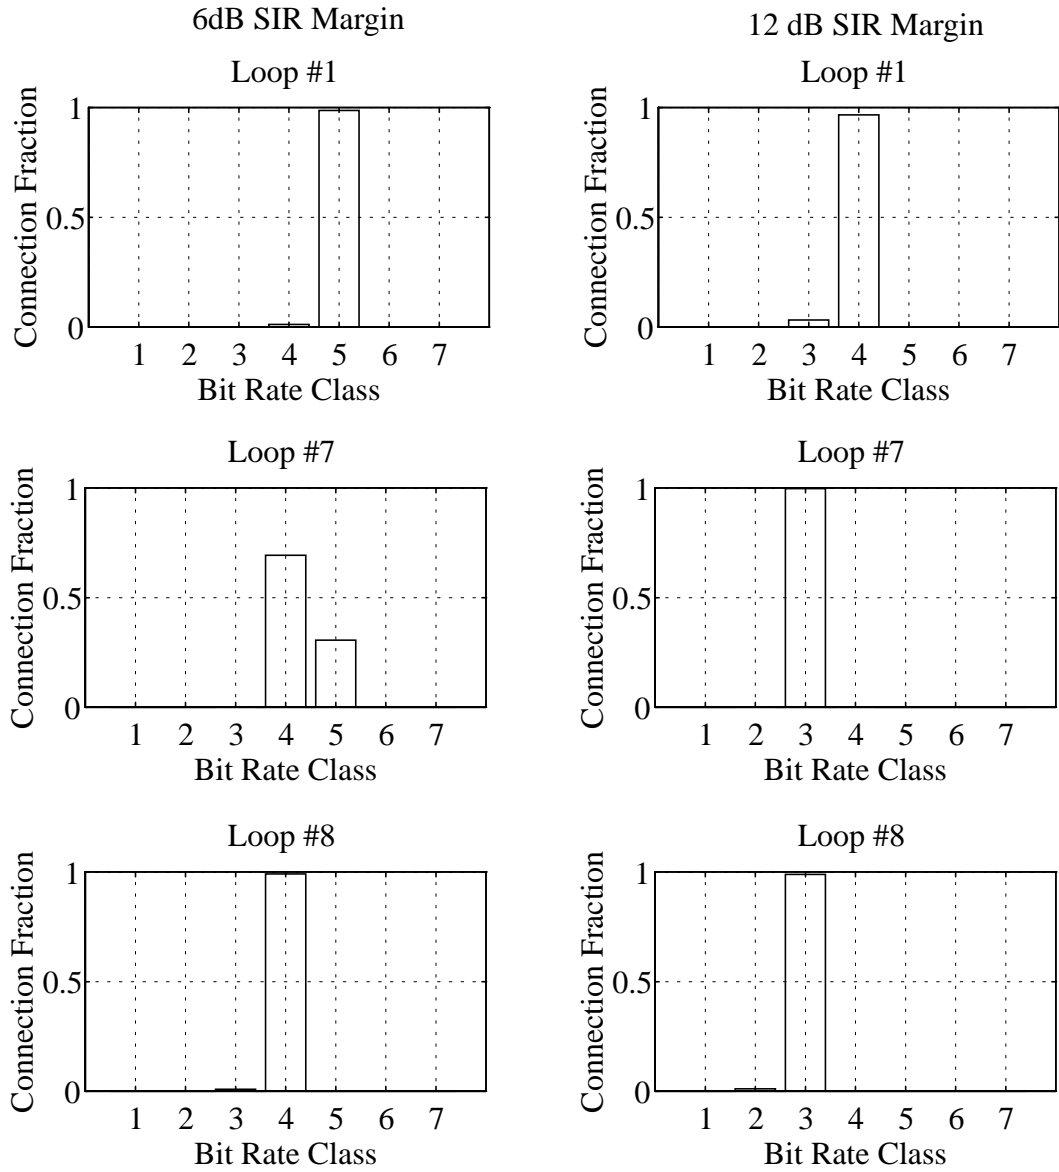 6dB SIR Margin
12 dB SIR Margin
Loop #1
1
0.5
0
Connection Fraction
1 2 3 4 5 6 7
Bit Rate Class
Loop #1
1
0.5
0
Connection Fraction
1 2 3 4 5 6 7
Bit Rate Class
Loop #7
1
0.5
0
Connection Fraction
1 2 3 4 5 6 7
Bit Rate Class
Loop #7
1
0.5
0
Connection Fraction
1 2 3 4 5 6 7
Bit Rate Class
Loop #8
1
0.5
0
Connection Fraction
1 2 3 4 5 6 7
Bit Rate Class
Loop #8
1
0.5
0
Connection Fraction
1 2 3 4 5 6 7
Bit Rate Class